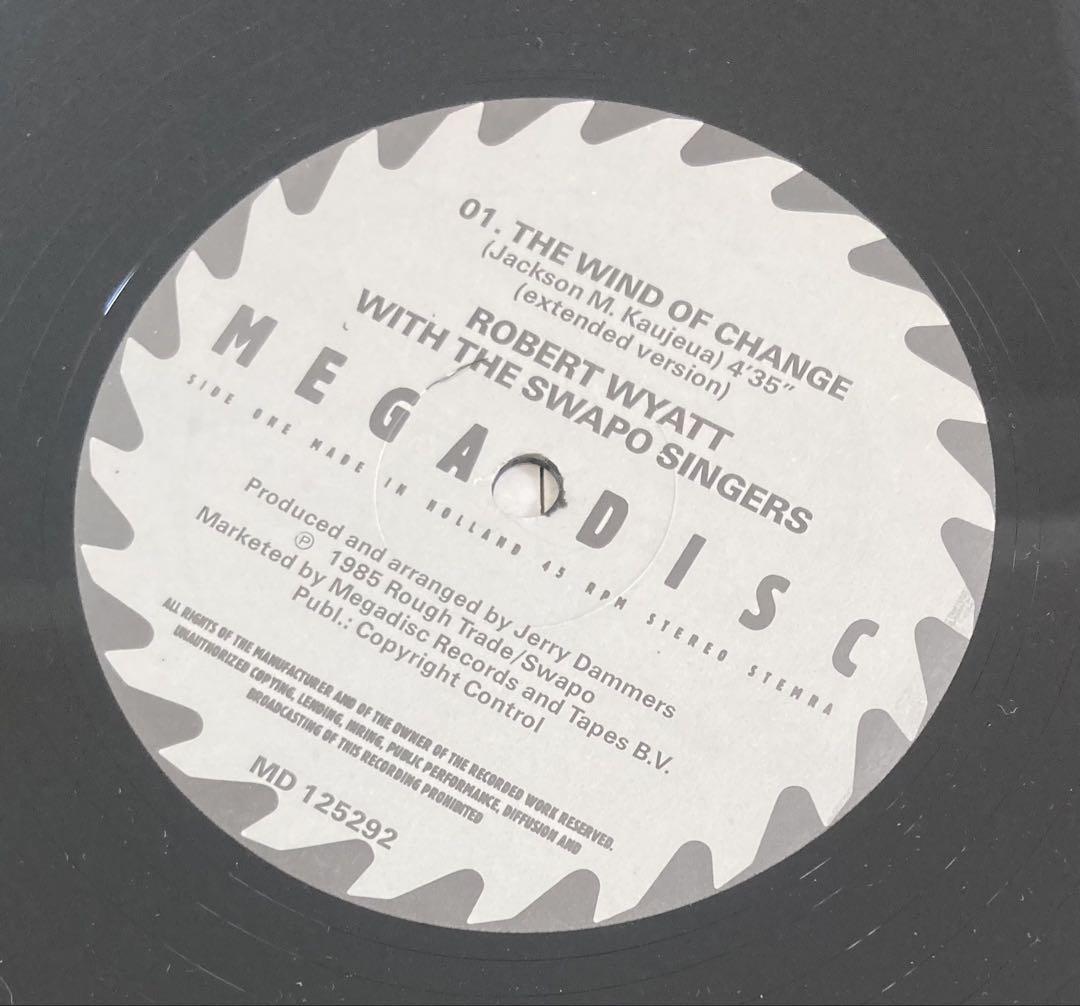 01. THE WIND OF CHANGE
(Jackson M. Kaujeua) 4'35"
(extended version)
ROBERT WYATT
WITH THE SWAPO SINGERS
MEGADISC
SIDE ONE MADE IN HOLLAND 45 RPM STEREO STEMRA
Produced and arranged by Jerry Dammers
℗ 1985 Rough Trade/Swapo
Marketed by Megadisc Records and Tapes B.V.
Publ.: Copyright Control
ALL RIGHTS OF THE MANUFACTURER AND OF THE OWNER OF THE RECORDED WORK RESERVED.
UNAUTHORIZED COPYING, LENDING, HIRING, PUBLIC PERFORMANCE, DIFFUSION AND
BROADCASTING OF THIS RECORDING PROHIBITED
MD 125292